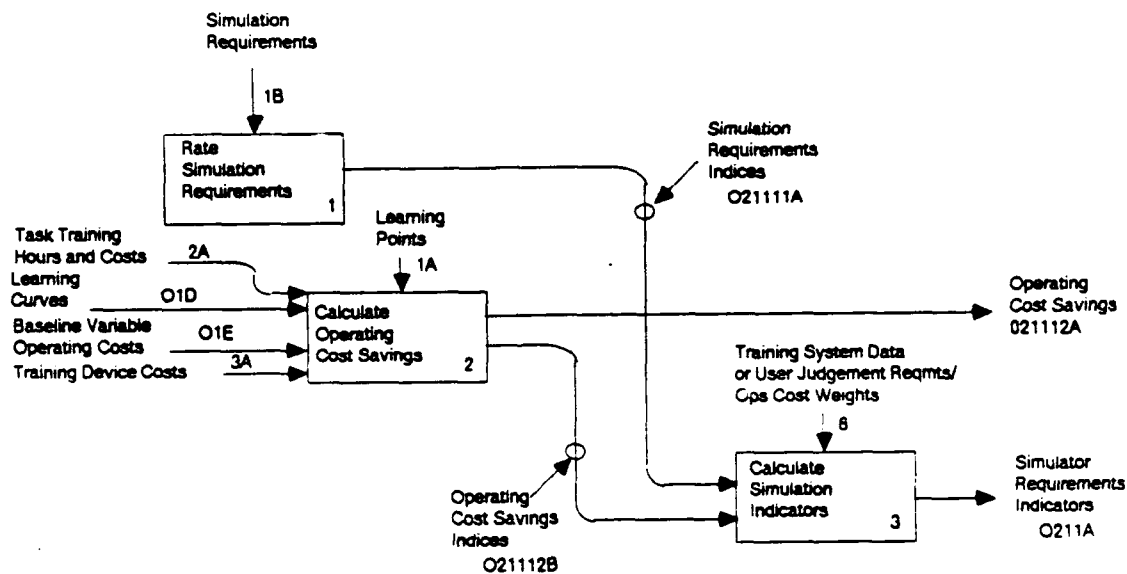 Simulation
Requirements
1B
Rate
Simulation
Requirements
1
Simulation
Requirements
Indices
O21111A
Task Training
Hours and Costs
2A
Learning
Curves
O1D
Baseline Variable
Operating Costs
O1E
Training Device Costs
3A
Learning
Points
1A
Calculate
Operating
Cost Savings
2
Operating
Cost Savings
021112A
Training System Data
or User Judgement Reqmts/
Ops Cost Weights
6
Calculate
Simulation
Indicators
3
Simulator
Requirements
Indicators
O211A
Operating
Cost Savings
Indices
O21112B